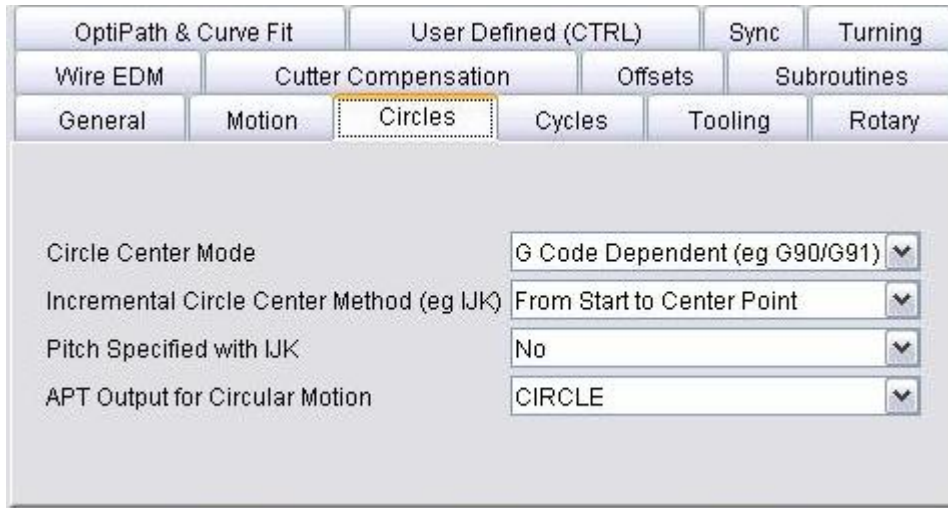 OptiPath & Curve Fit User Defined (CTRL) Sync Turning
Wire EDM Cutter Compensation Offsets Subroutines
General Motion Circles Cycles Tooling Rotary
Circle Center Mode G Code Dependent (eg G90/G91)
Incremental Circle Center Method (eg IJK) From Start to Center Point
Pitch Specified with IJK No
APT Output for Circular Motion CIRCLE